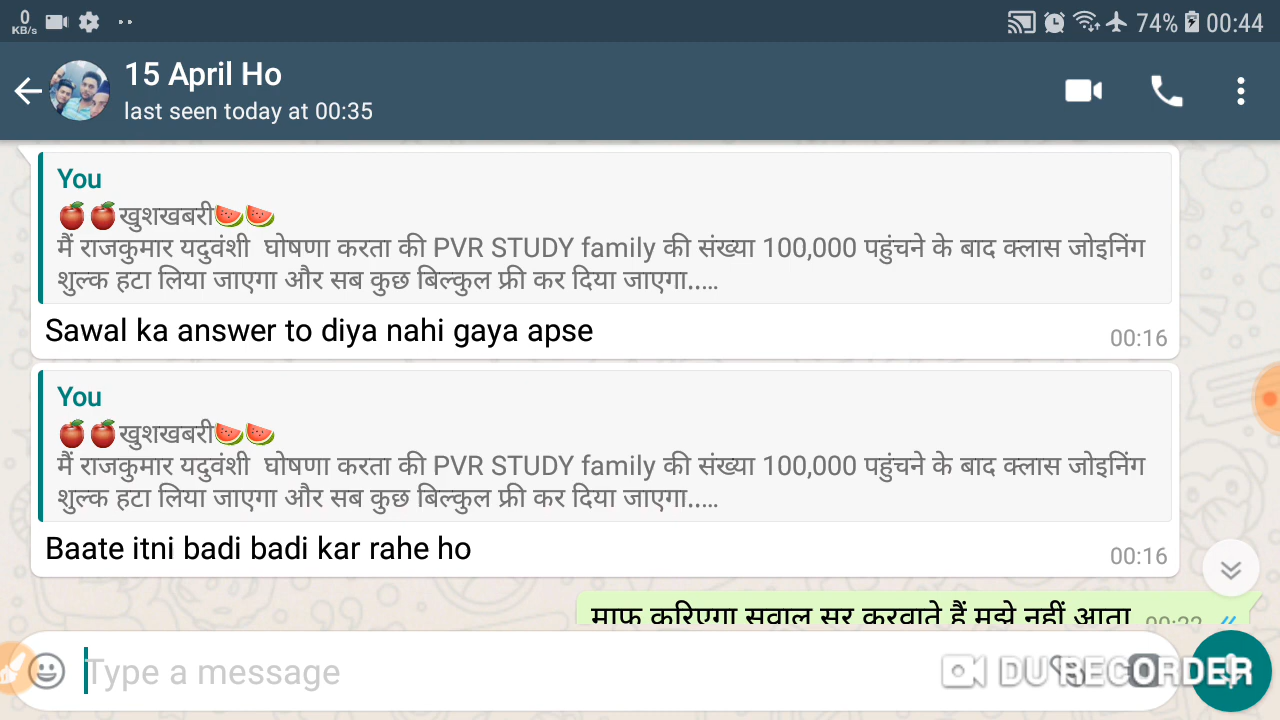 0
KB/s
74%
00:44
15 April Ho
last seen today at 00:35
You
🍎🍎खुशखबरी🍉🍉
मैं राजकुमार यदुवंशी  घोषणा करता की PVR STUDY family की संख्या 100,000 पहुंचने के बाद क्लास जोइनिंग
शुल्क हटा लिया जाएगा और सब कुछ बिल्कुल फ्री कर दिया जाएगा.....
Sawal ka answer to diya nahi gaya apse
00:16
You
🍎🍎खुशखबरी🍉🍉
मैं राजकुमार यदुवंशी  घोषणा करता की PVR STUDY family की संख्या 100,000 पहुंचने के बाद क्लास जोइनिंग
शुल्क हटा लिया जाएगा और सब कुछ बिल्कुल फ्री कर दिया जाएगा.....
Baate itni badi badi kar rahe ho
00:16
माफ करिएगा सवाल सर करवाते हैं मुझे नहीं आता
Type a message
DU RECORDER